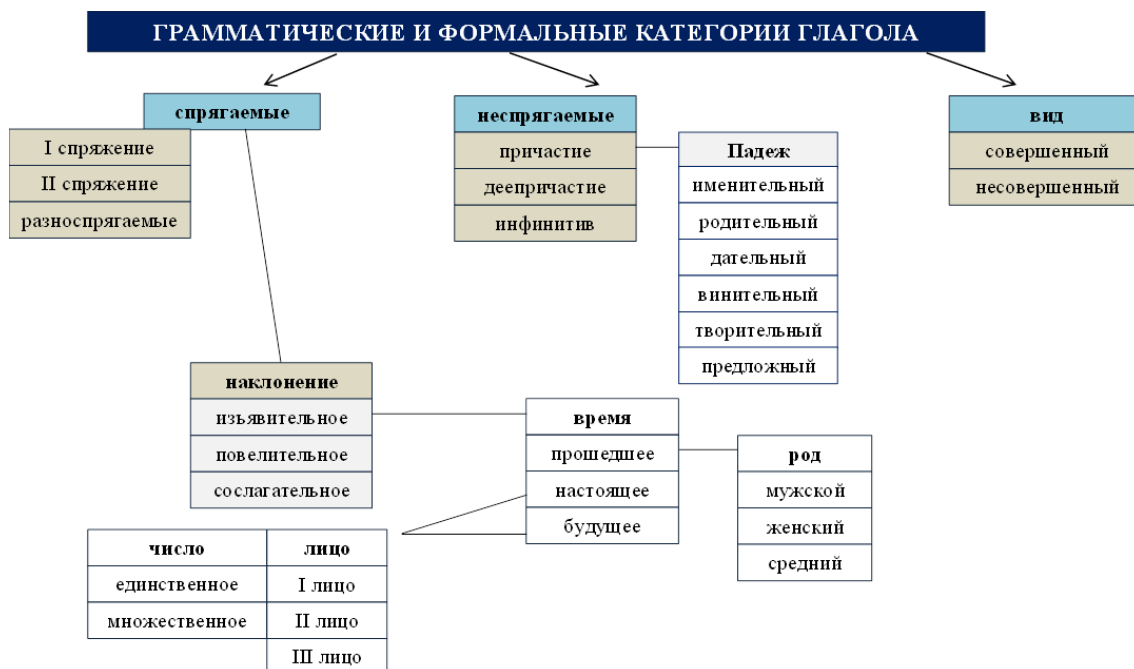 ГРАММАТИЧЕСКИЕ И ФОРМАЛЬНЫЕ КАТЕГОРИИ ГЛАГОЛА
спрягаемые
I спряжение
II спряжение
разноспрягаемые
неспрягаемые
причастие
деепричастие
инфинитив
Падеж
именительный
родительный
дательный
винительный
творительный
предложный
вид
совершенный
несовершенный
наклонение
изьявительное
повелительное
сослагательное
время
прошедшее
настоящее
будущее
род
мужской
женский
средний
число
единственное
множественное
лицо
I лицо
II лицо
III лицо